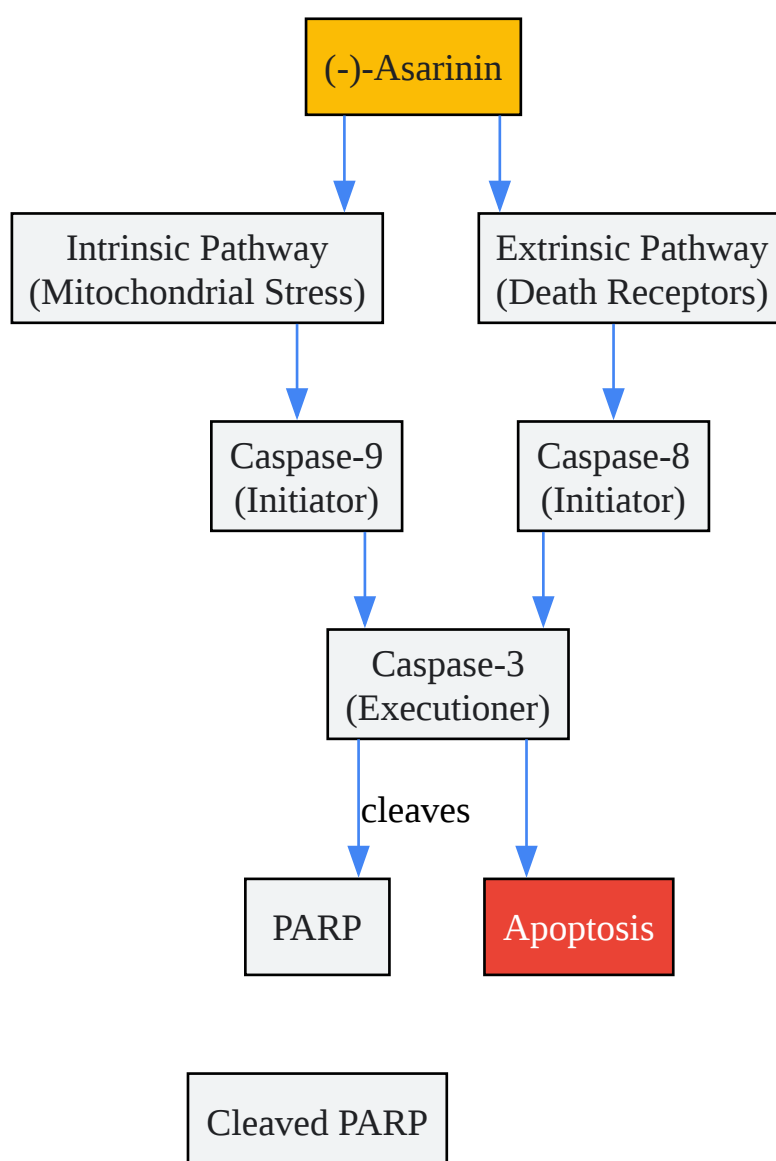 (-)-Asarinin
Intrinsic Pathway
(Mitochondrial Stress)
Extrinsic Pathway
(Death Receptors)
Caspase-9
(Initiator)
Caspase-8
(Initiator)
Caspase-3
(Executioner)
cleaves
PARP
Apoptosis
Cleaved PARP